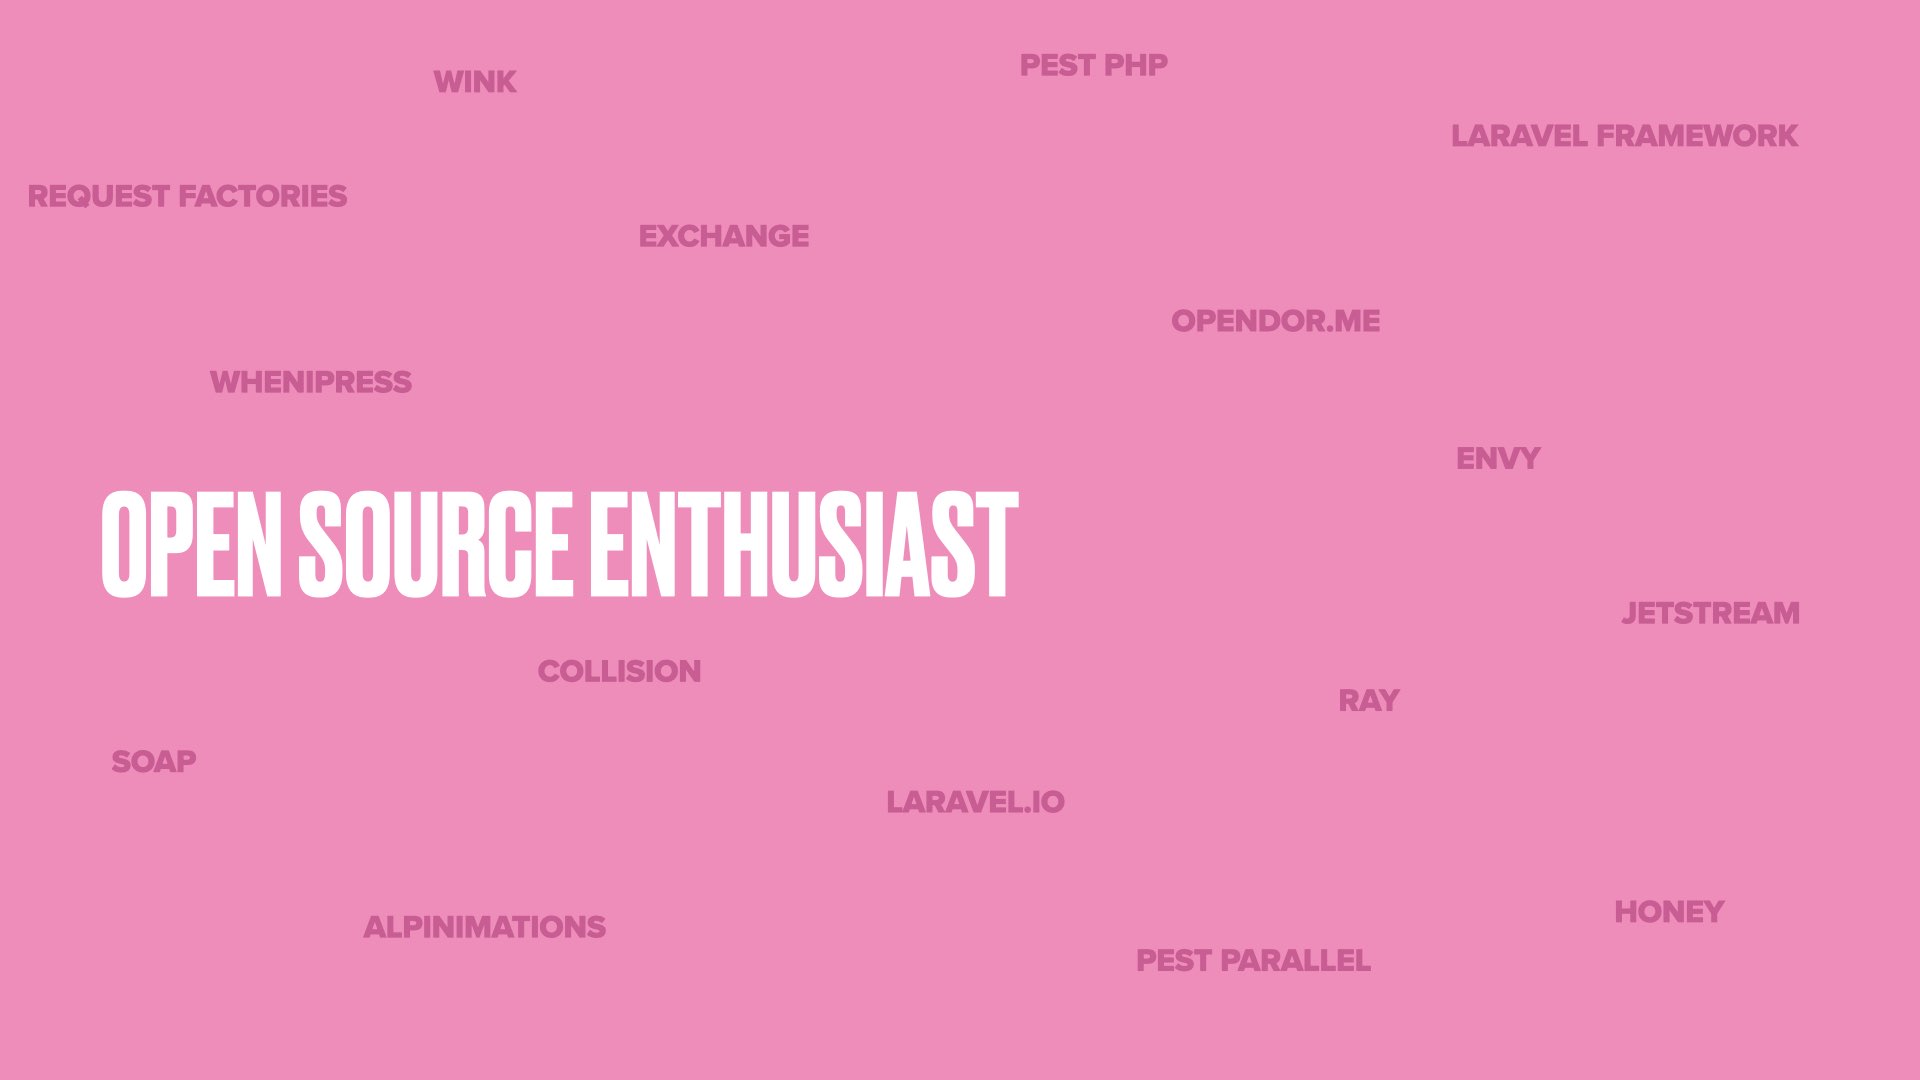 PEST PHP
WINK
LARAVEL FRAMEWORK
REQUEST FACTORIES
EXCHANGE
OPENDOR.ME
WHENIPRESS
ENVY
OPEN SOURCE ENTHUSIAST
JETSTREAM
COLLISION
RAY
SOAP
LARAVEL.IO
HONEY
ALPINIMATIONS
PEST PARALLEL